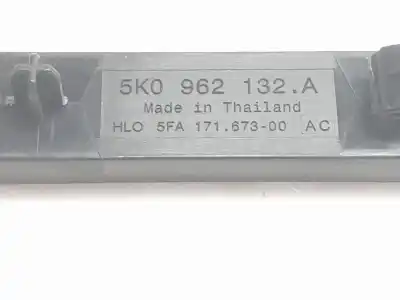 5K0 962 132.A
Made in Thailand
HLO 5FA 171.673-00 AC